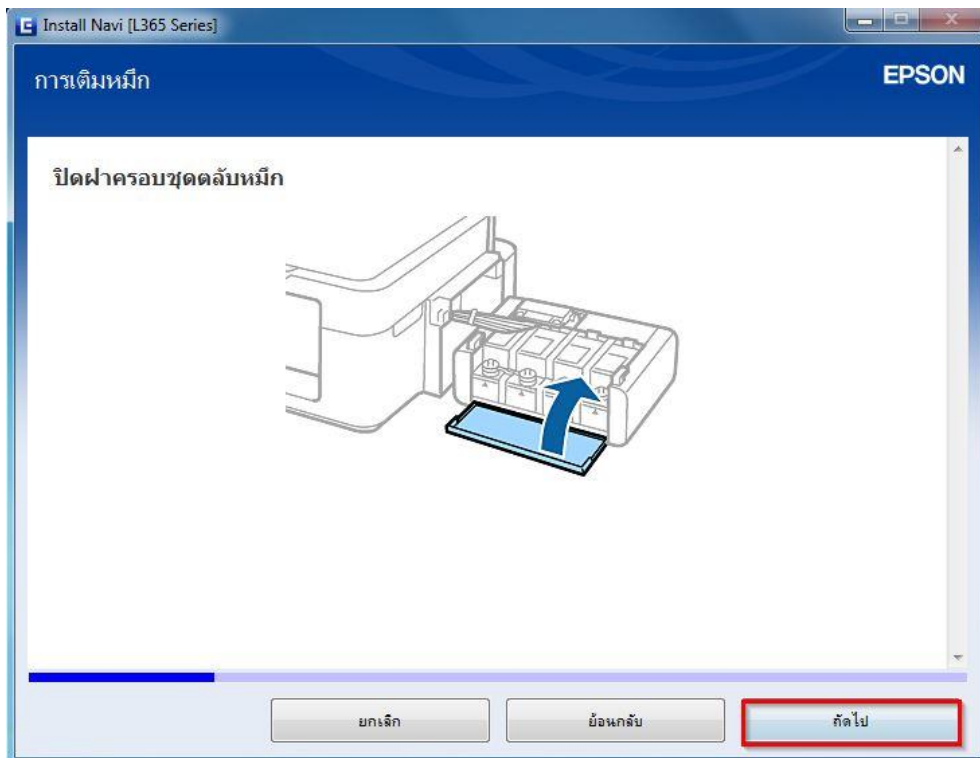 Install Navi [L365 Series]
การเติมหมึก
EPSON
ปิดฝาครอบชุดตลับหมึก
ยกเลิก
ย้อนกลับ
ถัดไป